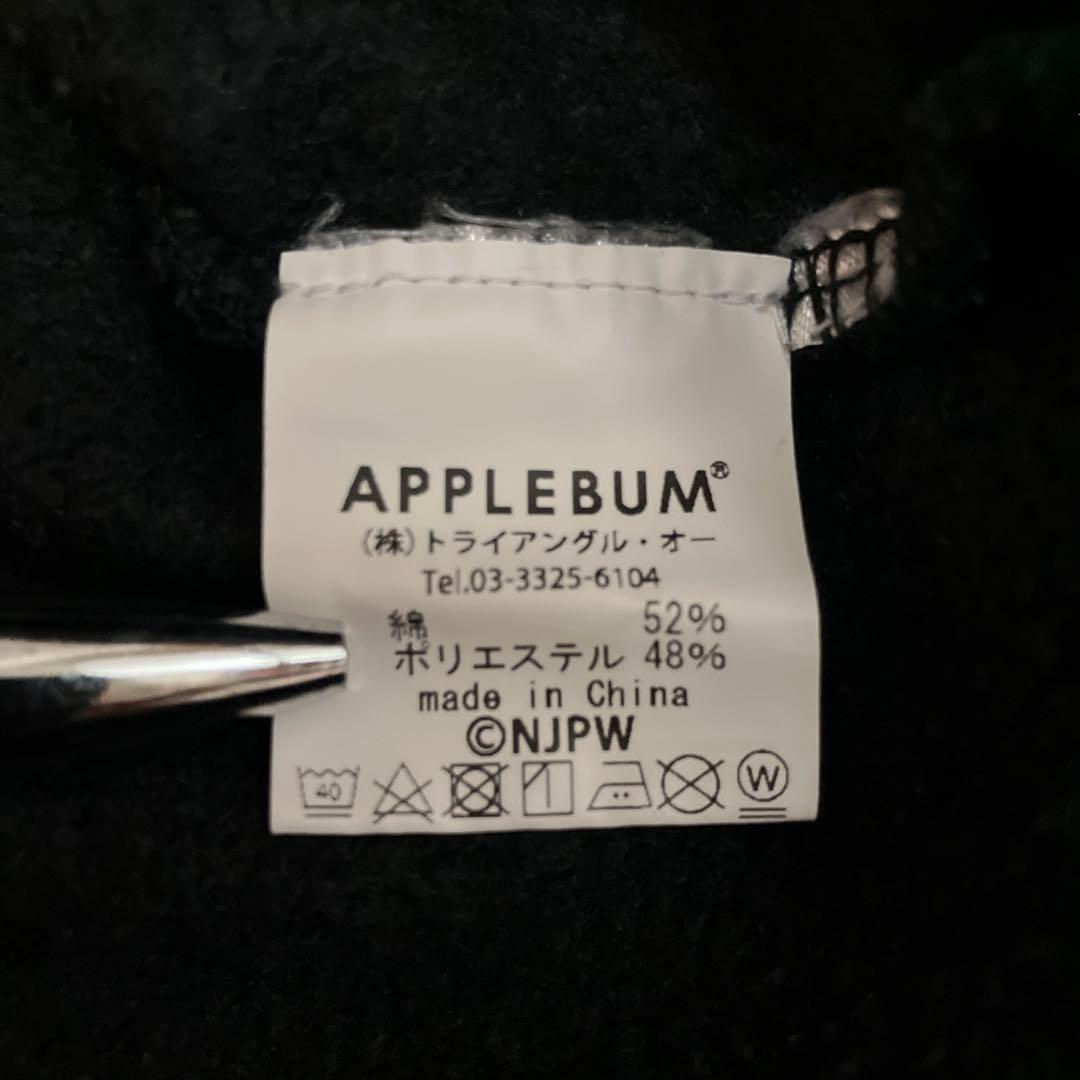 APPLEBUM®
(株)トライアングル・オー
Tel.03-3325-6104
綿 52%
ポリエステル 48%
made in China
©NJPW
40 W